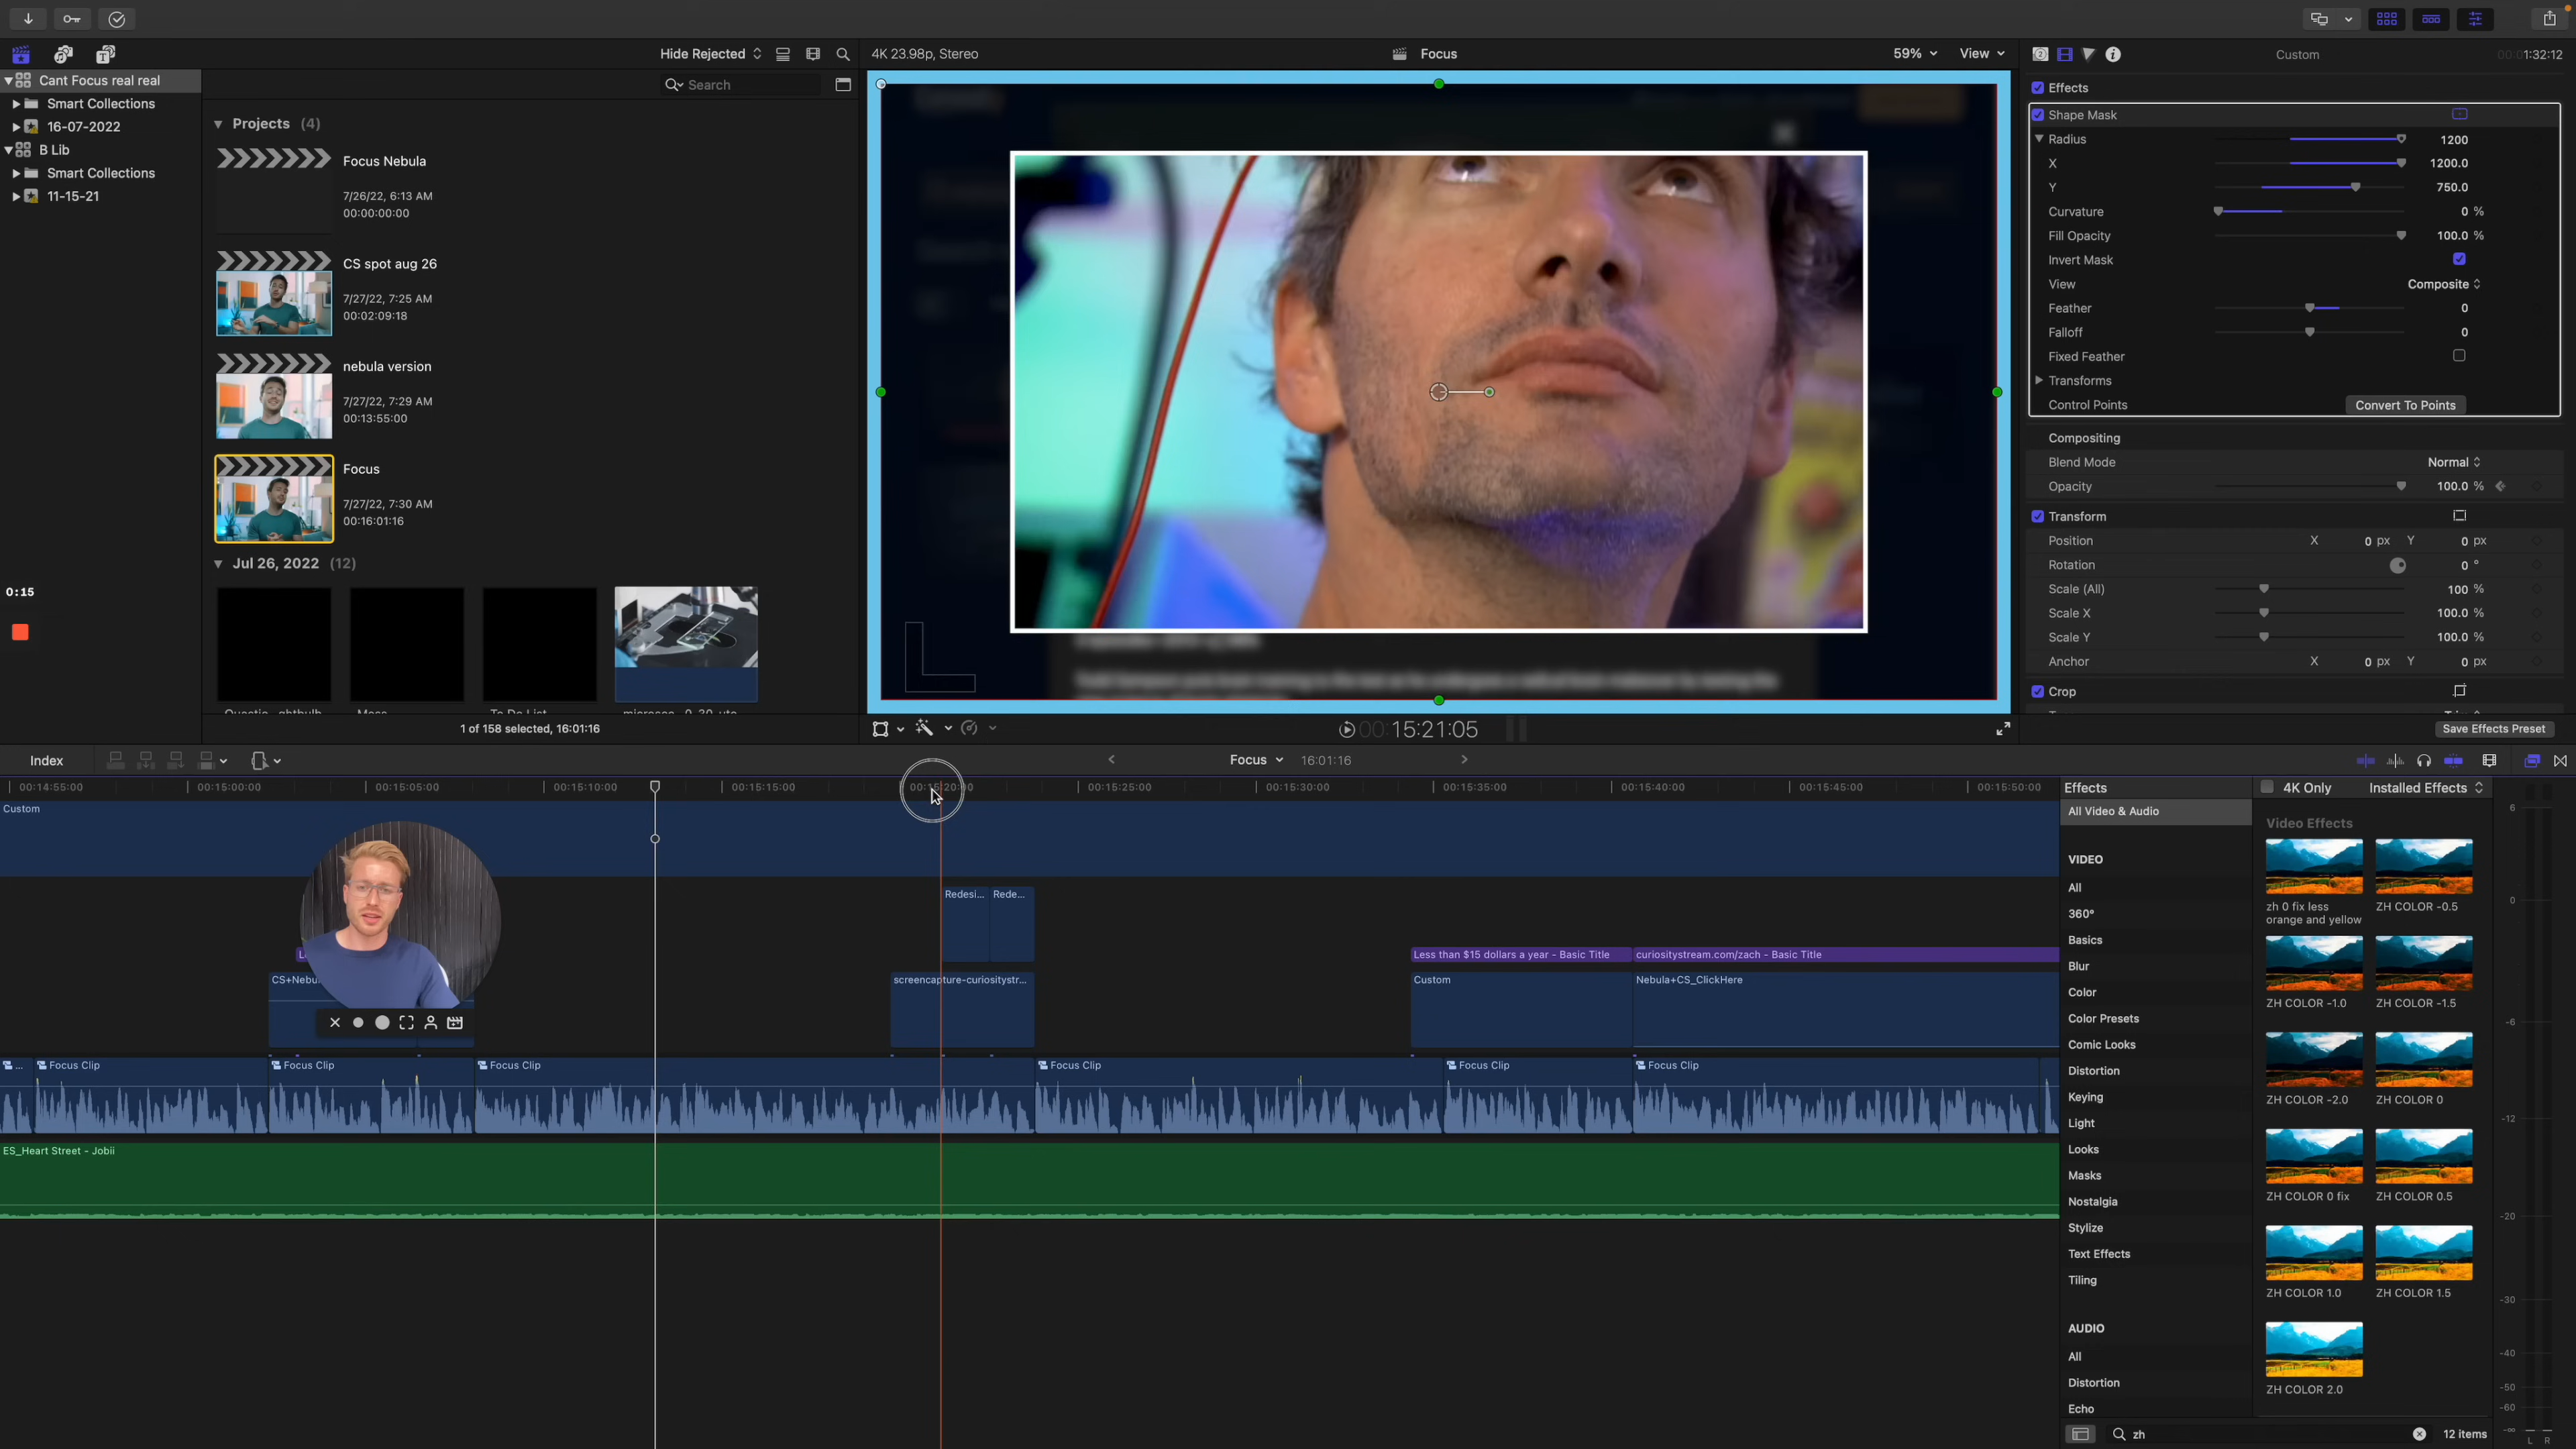 Hide Rejected
4K 23.98p, Stereo
Focus
59%
View
Custom
00:01:32:12
Cant Focus real real
Smart Collections
16-07-2022
B Lib
Smart Collections
11-15-21
Search
Projects (4)
Focus Nebula
7/26/22, 6:13 AM
00:00:00:00
CS spot aug 26
7/27/22, 7:25 AM
00:02:09:18
nebula version
7/27/22, 7:29 AM
00:13:55:00
Focus
7/27/22, 7:30 AM
00:16:01:16
Jul 26, 2022 (12)
0:15
1 of 158 selected, 16:01:16
00:15:21:05
Effects
Shape Mask
Radius 1200
X 1200.0
Y 750.0
Curvature 0 %
Fill Opacity 100.0 %
Invert Mask
View Composite
Feather 0
Falloff 0
Fixed Feather
Transforms
Control Points Convert To Points
Compositing
Blend Mode Normal
Opacity 100.0 %
Transform
Position X 0 px Y 0 px
Rotation 0 °
Scale (All) 100 %
Scale X 100.0 %
Scale Y 100.0 %
Anchor X 0 px Y 0 px
Crop
Save Effects Preset
Index
Focus 16:01:16
00:14:55:00 00:15:00:00 00:15:05:00 00:15:10:00 00:15:15:00 00:15:20:00 00:15:25:00 00:15:30:00 00:15:35:00 00:15:40:00 00:15:45:00 00:15:50:00
Custom
Redesi... Rede...
Less than $15 dollars a year - Basic Title
curiositystream.com/zach - Basic Title
CS+Nebu
screencapture-curiositystr...
Custom
Nebula+CS_ClickHere
... Focus Clip Focus Clip Focus Clip Focus Clip Focus Clip Focus Clip
ES_Heart Street - Jobii
Effects
4K Only
Installed Effects
All Video & Audio
VIDEO
All
360°
Basics
Blur
Color
Color Presets
Comic Looks
Distortion
Keying
Light
Looks
Masks
Nostalgia
Stylize
Text Effects
Tiling
AUDIO
All
Distortion
Echo
Video Effects
zh 0 fix less
orange and yellow
ZH COLOR -0.5
ZH COLOR -1.0
ZH COLOR -1.5
ZH COLOR -2.0
ZH COLOR 0
ZH COLOR 0 fix
ZH COLOR 0.5
ZH COLOR 1.0
ZH COLOR 1.5
ZH COLOR 2.0
zh
12 items
6
0
-6
-12
-20
-30
-40
-50
-60
-∞
L R